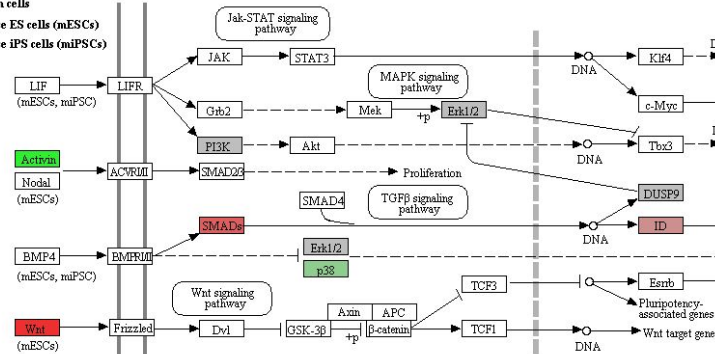 n cells
e ES cells (mESCs)
e iPS cells (miPSCs)
Jak-STAT signaling
pathway
JAK
STAT3
DNA
Klf4
LIF
(mESCs, miPSC)
LIFR
MAPK signaling
pathway
Grb2
Mek
+p
Erk1/2
c-Myc
PI3K
Akt
DNA
Tbx3
Activin
Nodal
(mESCs)
ACVRI/II
SMAD2/3
Proliferation
DUSP9
SMAD4
TGFβ signaling
pathway
SMADs
DNA
ID
BMP4
(mESCs, miPSC)
BMPRI/II
Erk1/2
p38
Wnt signaling
pathway
TCF3
Esrrb
Pluripotency-
associated genes
Wnt
(mESCs)
Frizzled
Dvl
GSK-3β
Axin
APC
+p
β-catenin
TCF1
DNA
Wnt target gene